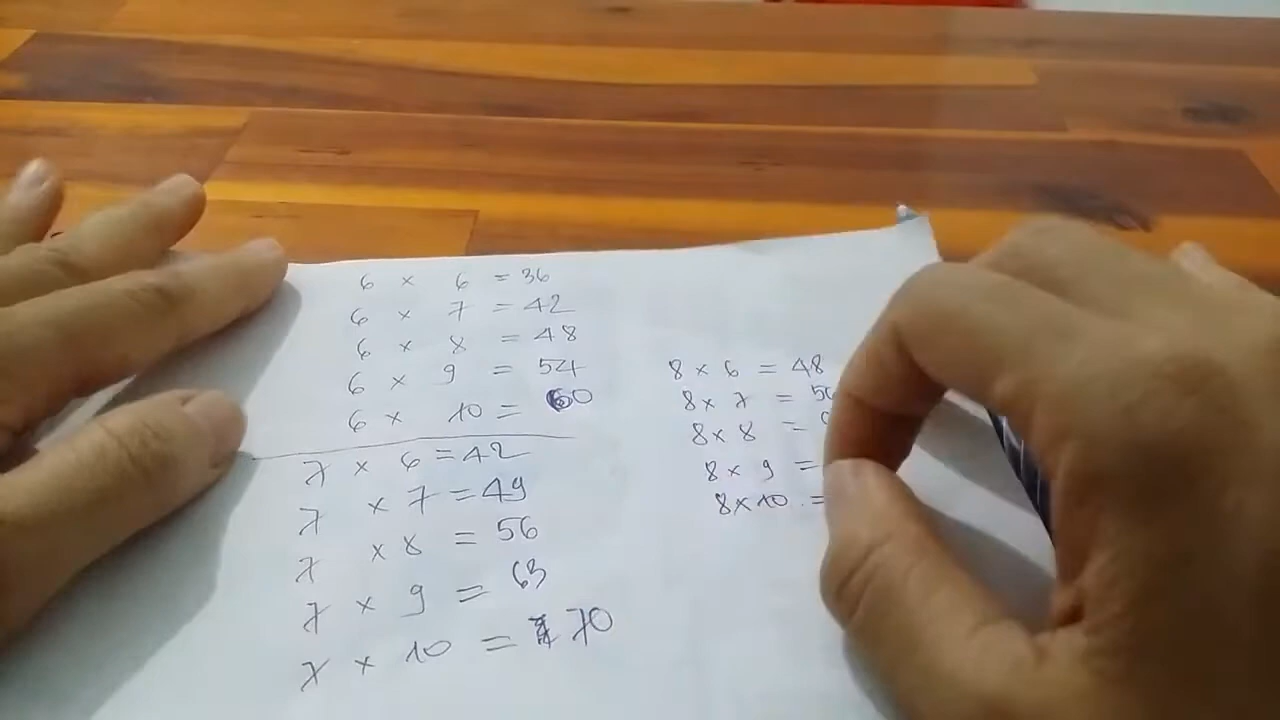 6 × 6 = 36
6 × 7 = 42
6 × 8 = 48
6 × 9 = 54
6 × 10 = 60
7 × 6 = 42
7 × 7 = 49
7 × 8 = 56
7 × 9 = 63
7 × 10 = 70
8 × 6 = 48
8 × 7 = 5
8 × 8 =
8 × 9 =
8 × 10 =